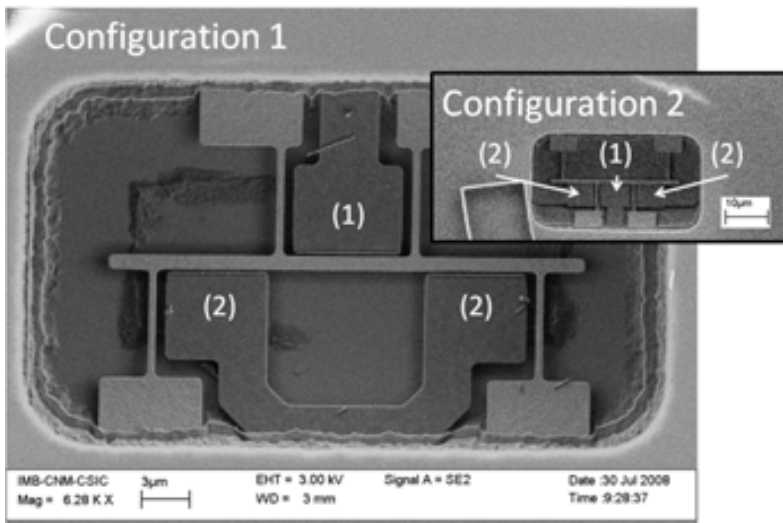 Configuration 1
Configuration 2
(2) (1) (2)
10µm
(1)
(2) (2)
IMB-CNM-CSIC 3µm EHT = 3.00 kV Signal A = SE2 Date :30 Jul 2008
Mag = 6.28 K X WD = 3 mm Time :9:28:37